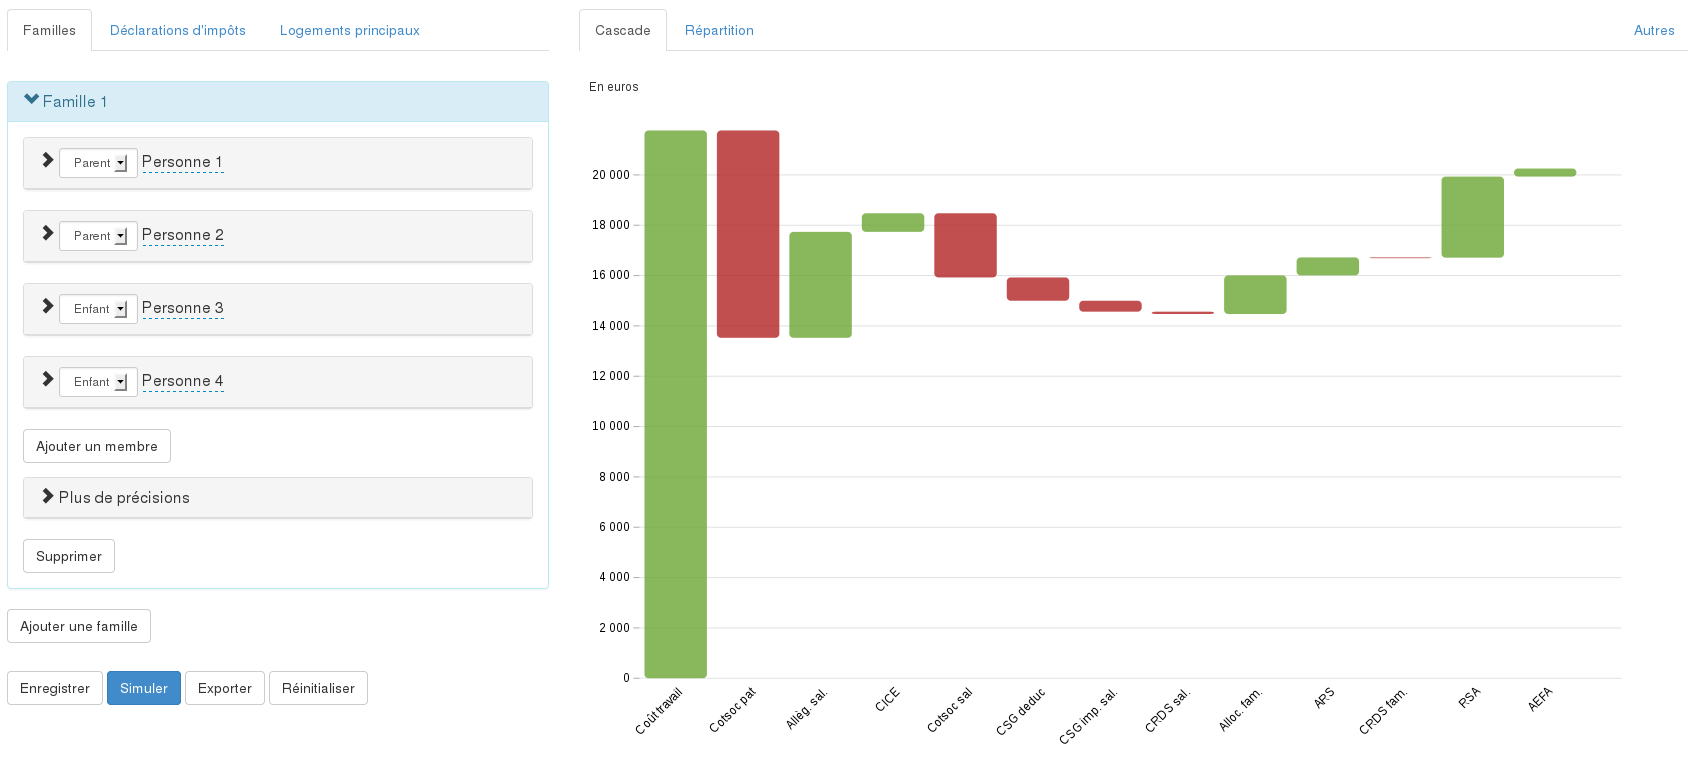 Familles Déclarations d'impôts Logements principaux
Famille 1
Parent Personne 1
Parent Personne 2
Enfant Personne 3
Enfant Personne 4
Ajouter un membre
Plus de précisions
Supprimer
Ajouter une famille
Enregistrer Simuler Exporter Réinitialiser
Cascade Répartition Autres
En euros
20 000
18 000
16 000
14 000
12 000
10 000
8 000
6 000
4 000
2 000
0
Coût travail
Cotsoc pat
Allèg. sal.
CICE
Cotsoc sal
CSG deduc
CSG imp. sal.
CRDS sal.
Alloc. fam.
ARS
CRDS fam.
RSA
AEFA